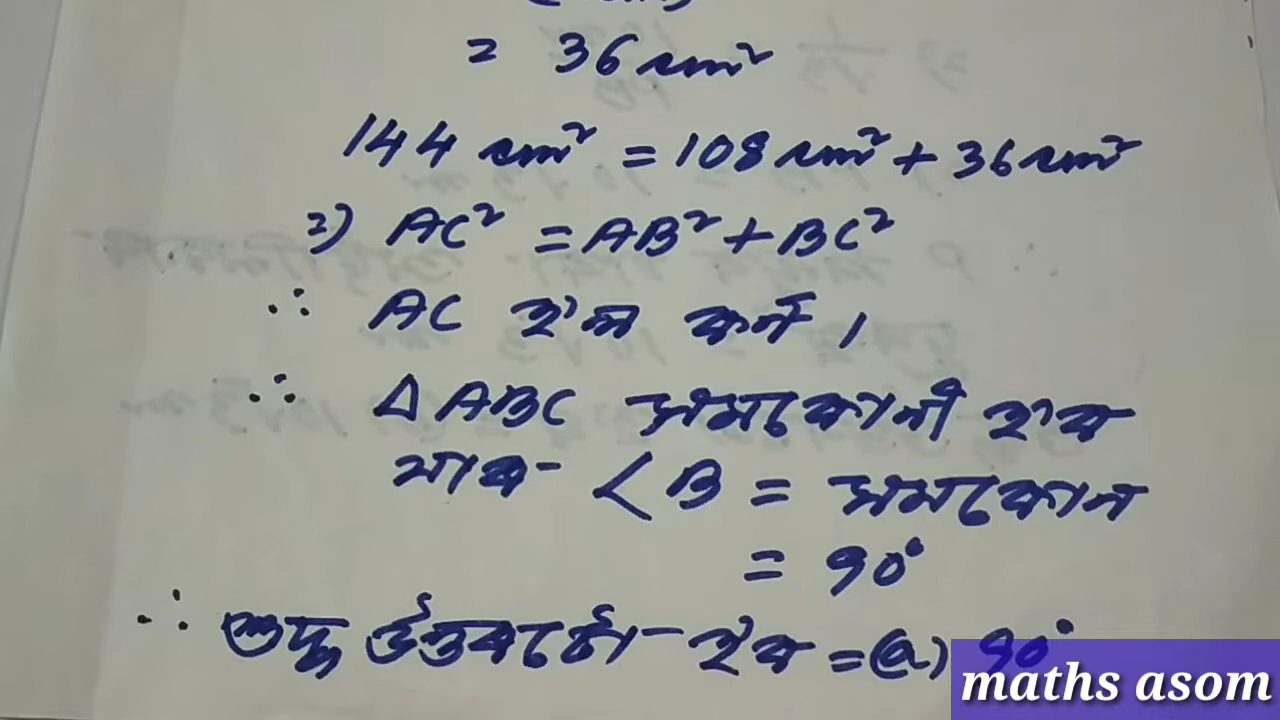 = 36 cm²
144 cm² = 108 cm² + 36 cm²
⇒) AC² = AB² + BC²
∴ AC হ'ল কৰ্ন ।
∴ △ABC সমকোনী হ'ব
যাৰ ∠B = সমকোন
= 90°
∴ শুদ্ধ উত্তৰটো হ'ব = (a) 90°
maths asom